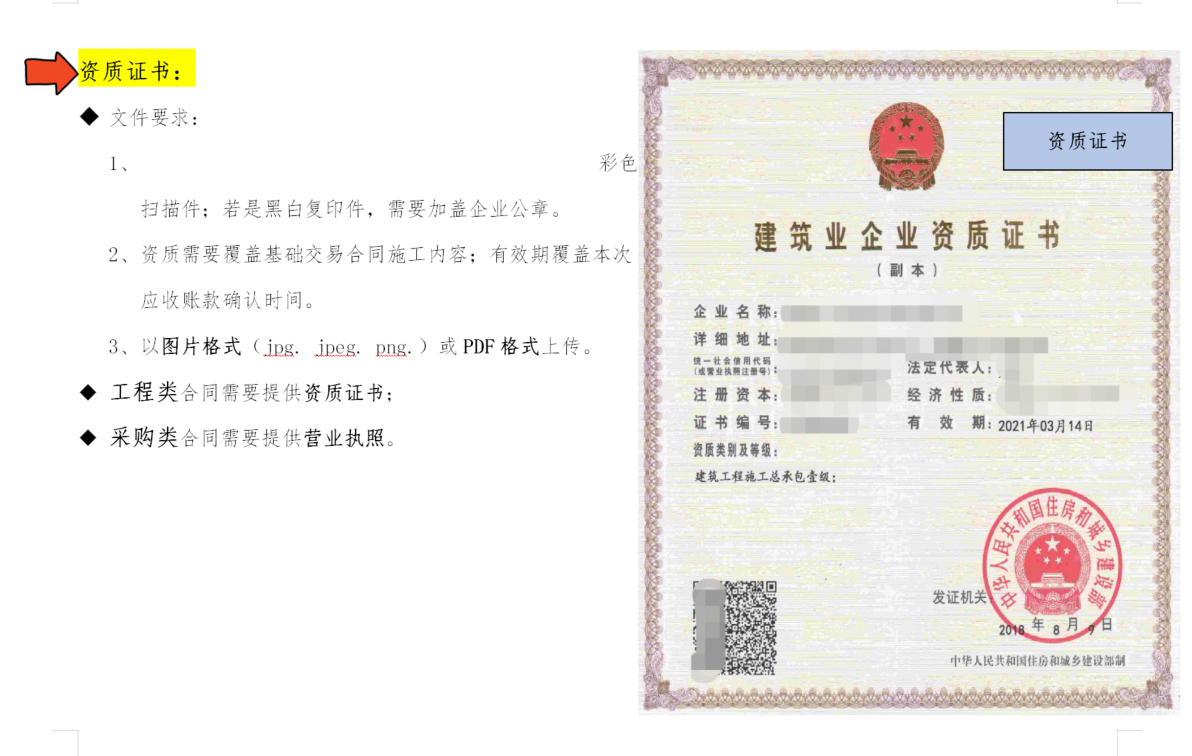 资质证书：
文件要求：
1、 彩色
扫描件；若是黑白复印件，需要加盖企业公章。
2、资质需要覆盖基础交易合同施工内容；有效期覆盖本次
应收账款确认时间。
3、以图片格式（jpg. jpeg. png.）或 PDF 格式上传。
工程类合同需要提供资质证书；
采购类合同需要提供营业执照。
资质证书
建筑业企业资质证书
（副本）
企业名称：
详细地址：
统一社会信用代码
（或营业执照注册号）：
法定代表人：
注册资本：
经济性质：
证书编号：
有效期：2021年03月14日
资质类别及等级：
建筑工程施工总承包壹级；
中华人民共和国住房和城乡建设部
发证机关：
2018 年 8 月 9 日
中华人民共和国住房和城乡建设部制